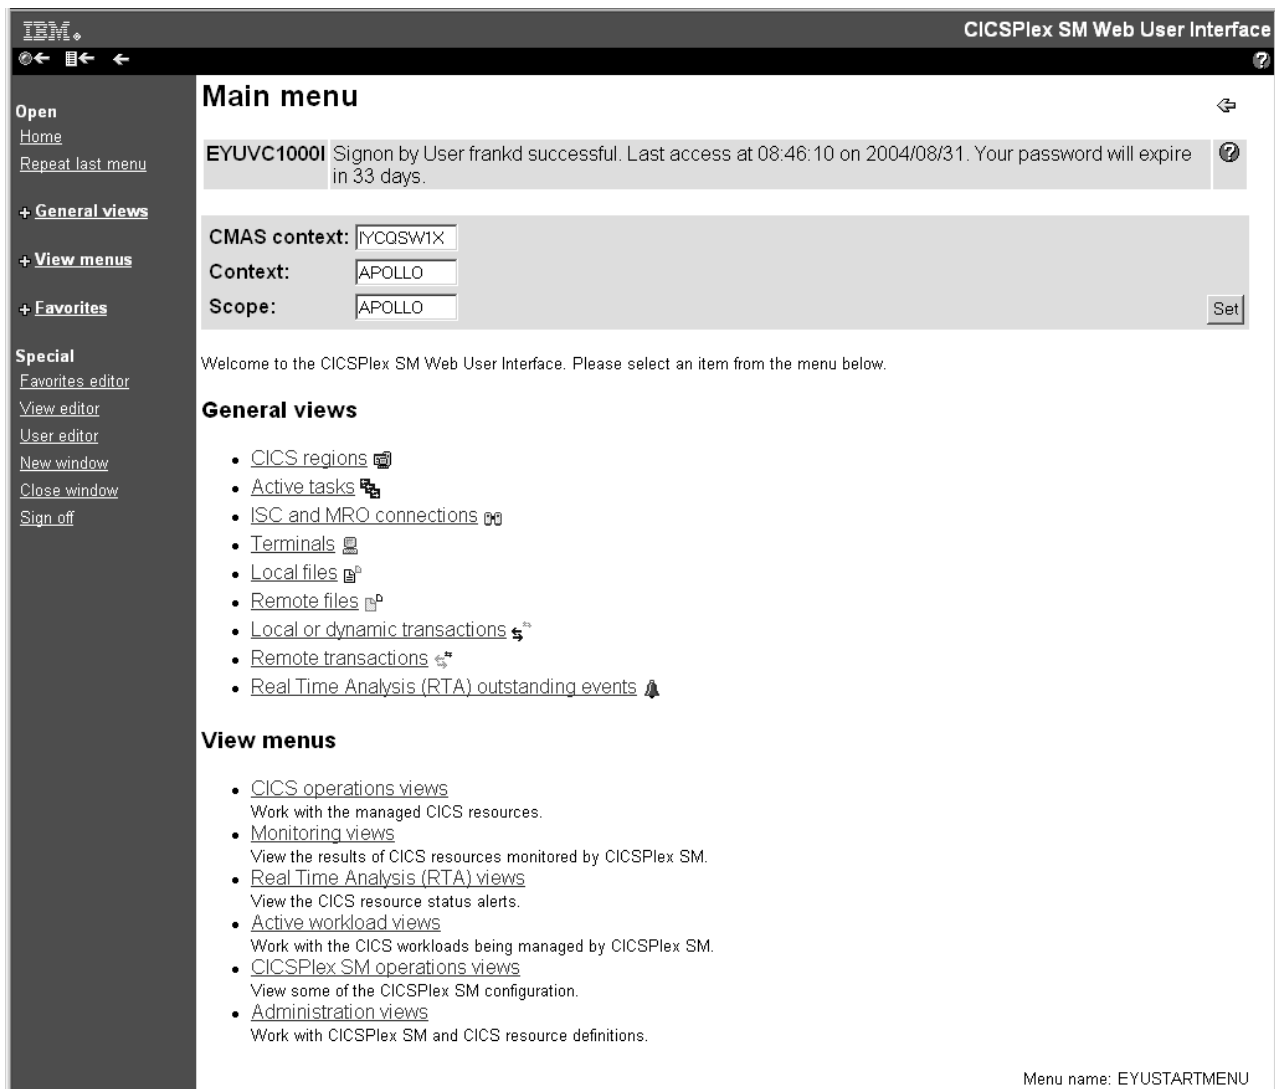 IBM.
CICSPlex SM Web User Interface
Open
Home
Repeat last menu
+ General views
+ View menus
+ Favorites
Special
Favorites editor
View editor
User editor
New window
Close window
Sign off
Main menu
EYUVC1000I Signon by User frankd successful. Last access at 08:46:10 on 2004/08/31. Your password will expire
in 33 days.
CMAS context: IYCQSW1X
Context: APOLLO
Scope: APOLLO
Set
Welcome to the CICSPlex SM Web User Interface. Please select an item from the menu below.
General views
• CICS regions
• Active tasks
• ISC and MRO connections
• Terminals
• Local files
• Remote files
• Local or dynamic transactions
• Remote transactions
• Real Time Analysis (RTA) outstanding events
View menus
• CICS operations views
Work with the managed CICS resources.
• Monitoring views
View the results of CICS resources monitored by CICSPlex SM.
• Real Time Analysis (RTA) views
View the CICS resource status alerts.
• Active workload views
Work with the CICS workloads being managed by CICSPlex SM.
• CICSPlex SM operations views
View some of the CICSPlex SM configuration.
• Administration views
Work with CICSPlex SM and CICS resource definitions.
Menu name: EYUSTARTMENU